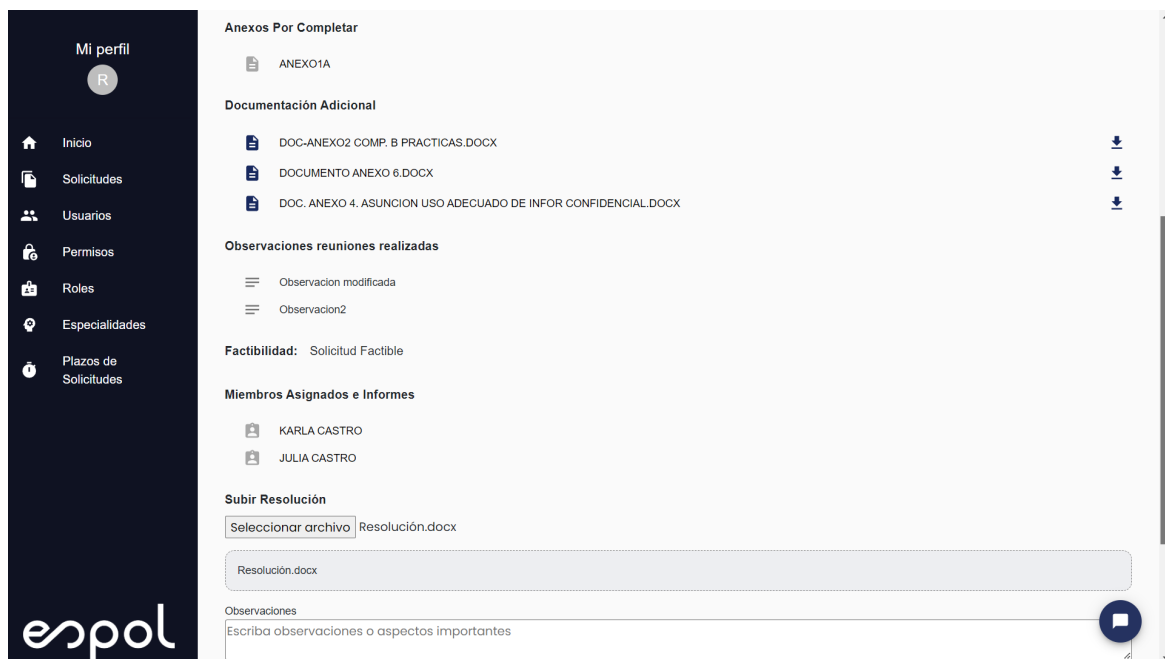 Mi perfil
R
Inicio
Solicitudes
Usuarios
Permisos
Roles
Especialidades
Plazos de
Solicitudes
espol
Anexos Por Completar
ANEXO1A
Documentación Adicional
DOC-ANEXO2 COMP. B PRACTICAS.DOCX
DOCUMENTO ANEXO 6.DOCX
DOC. ANEXO 4. ASUNCION USO ADECUADO DE INFOR CONFIDENCIAL.DOCX
Observaciones reuniones realizadas
Observacion modificada
Observacion2
Factibilidad: Solicitud Factible
Miembros Asignados e Informes
KARLA CASTRO
JULIA CASTRO
Subir Resolución
Seleccionar archivo Resolución.docx
Resolución.docx
Observaciones
Escriba observaciones o aspectos importantes